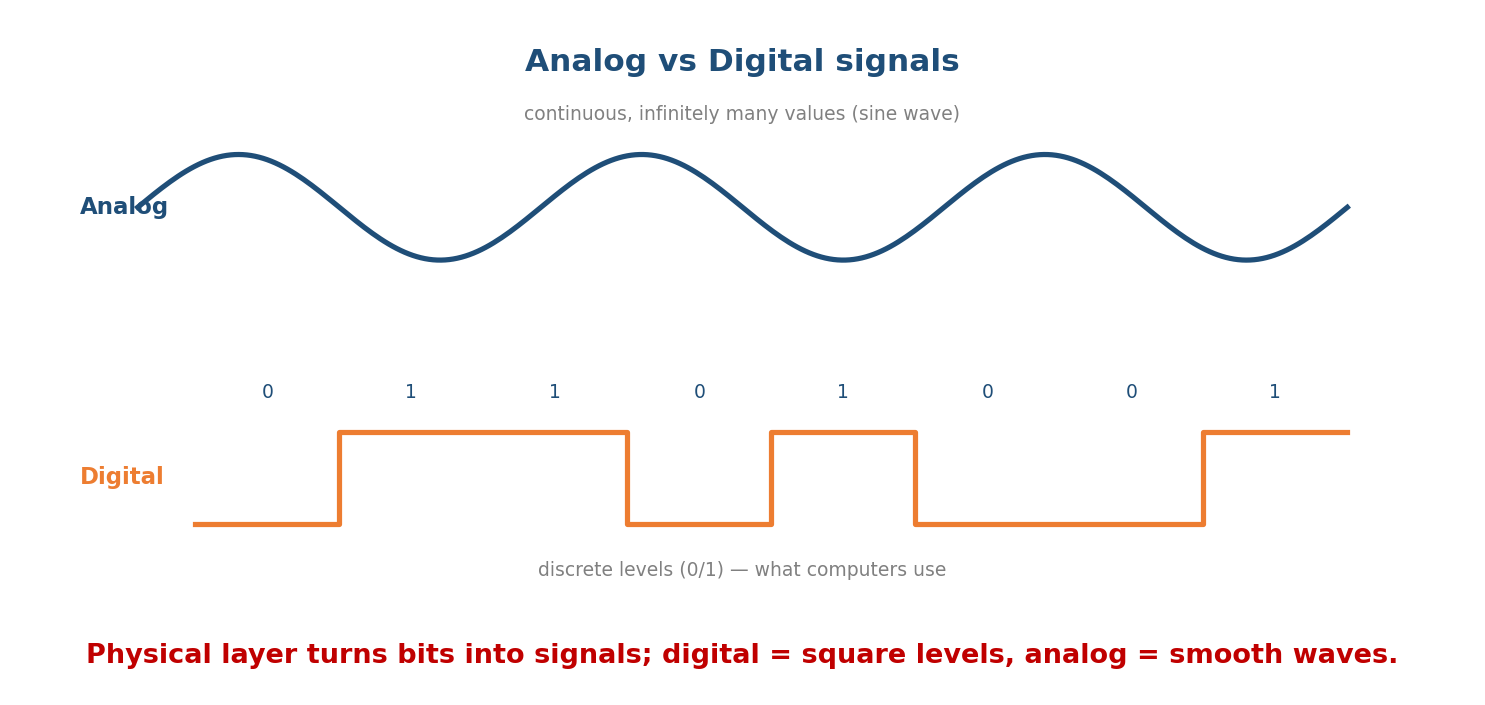 Analog vs Digital signals
continuous, infinitely many values (sine wave)
Analog
0 1 1 0 1 0 0 1
Digital
discrete levels (0/1) — what computers use
Physical layer turns bits into signals; digital = square levels, analog = smooth waves.